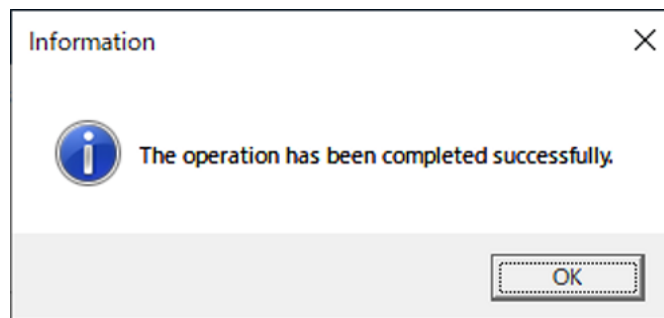 Information
The operation has been completed successfully.
OK